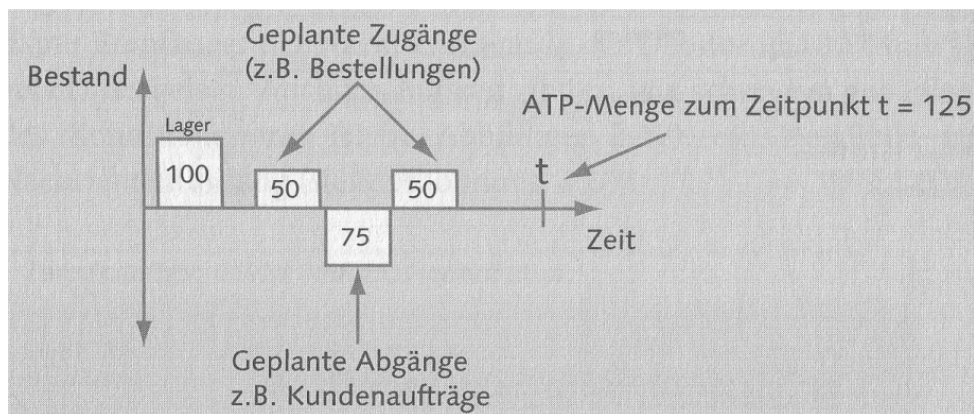 Geplante Zugänge
(z.B. Bestellungen)
Bestand
ATP-Menge zum Zeitpunkt t = 125
Lager
100
50
50
t
75
Zeit
Geplante Abgänge
z.B. Kundenaufträge